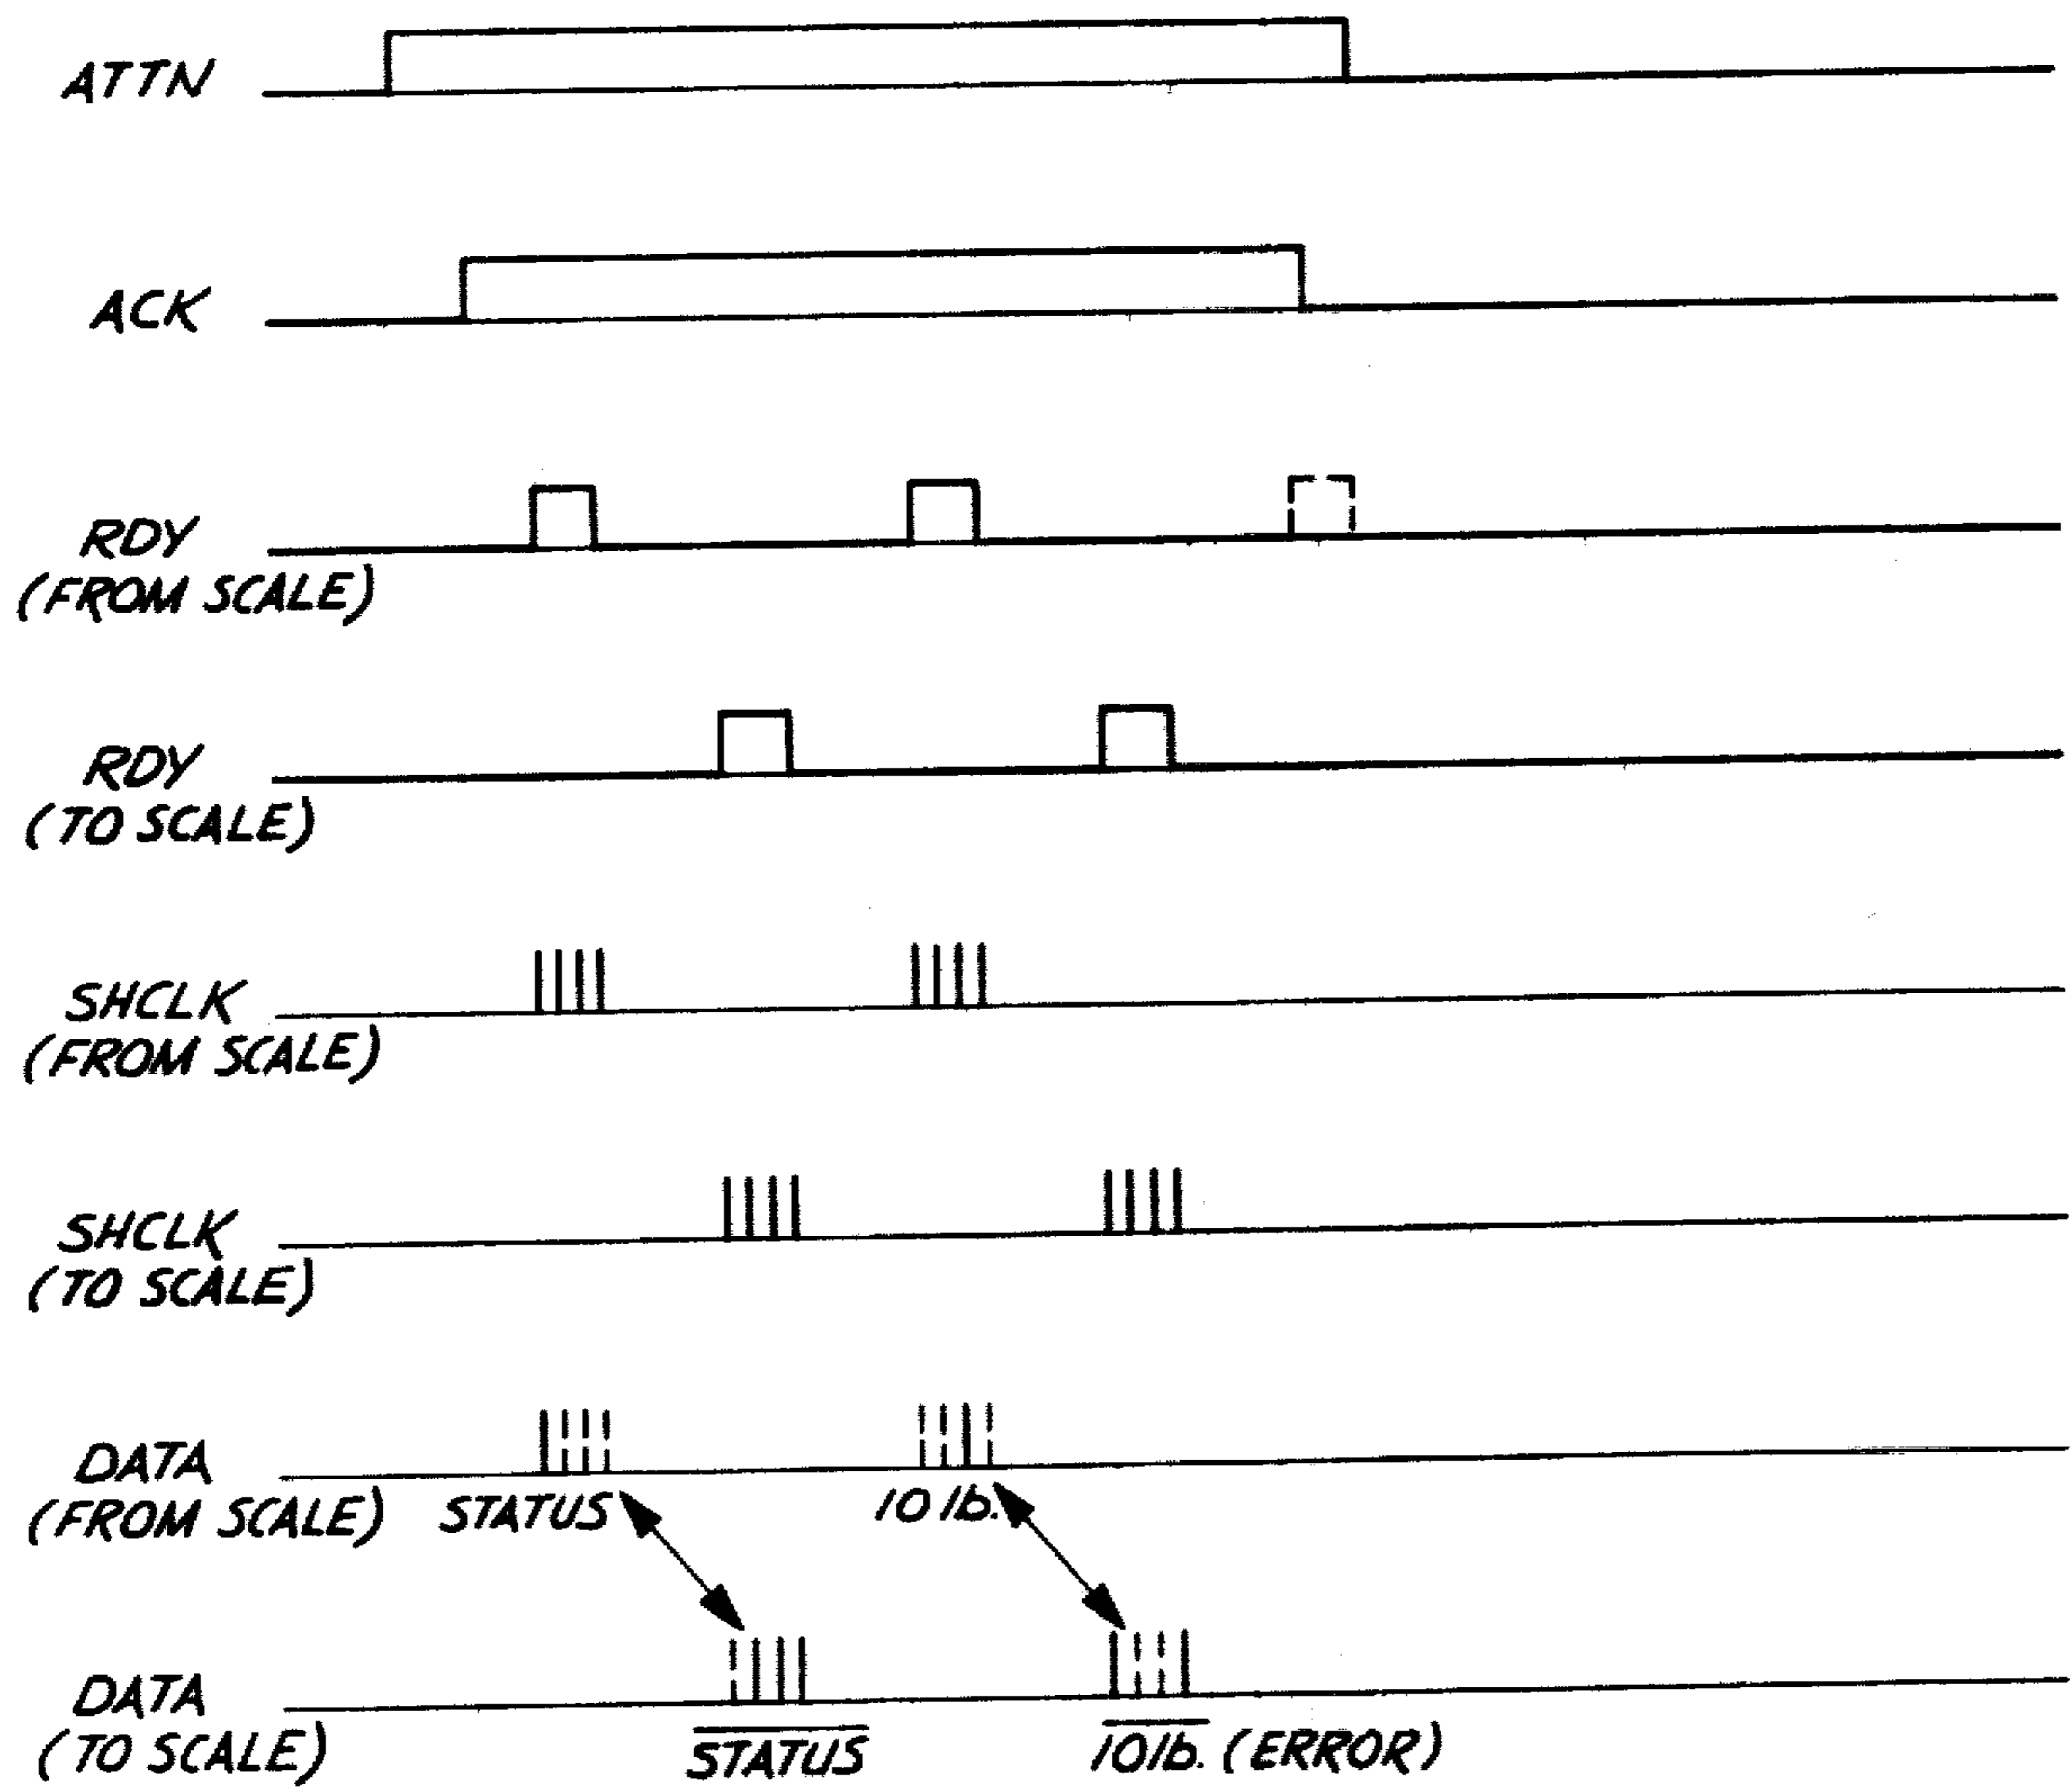 ATTN
ACK
RDY
(FROM SCALE)
RDY
(TO SCALE)
SHCLK
(FROM SCALE)
SHCLK
(TO SCALE)
DATA
(FROM SCALE)
STATUS
10 lb.
DATA
(TO SCALE)
STATUS
10 lb. (ERROR)